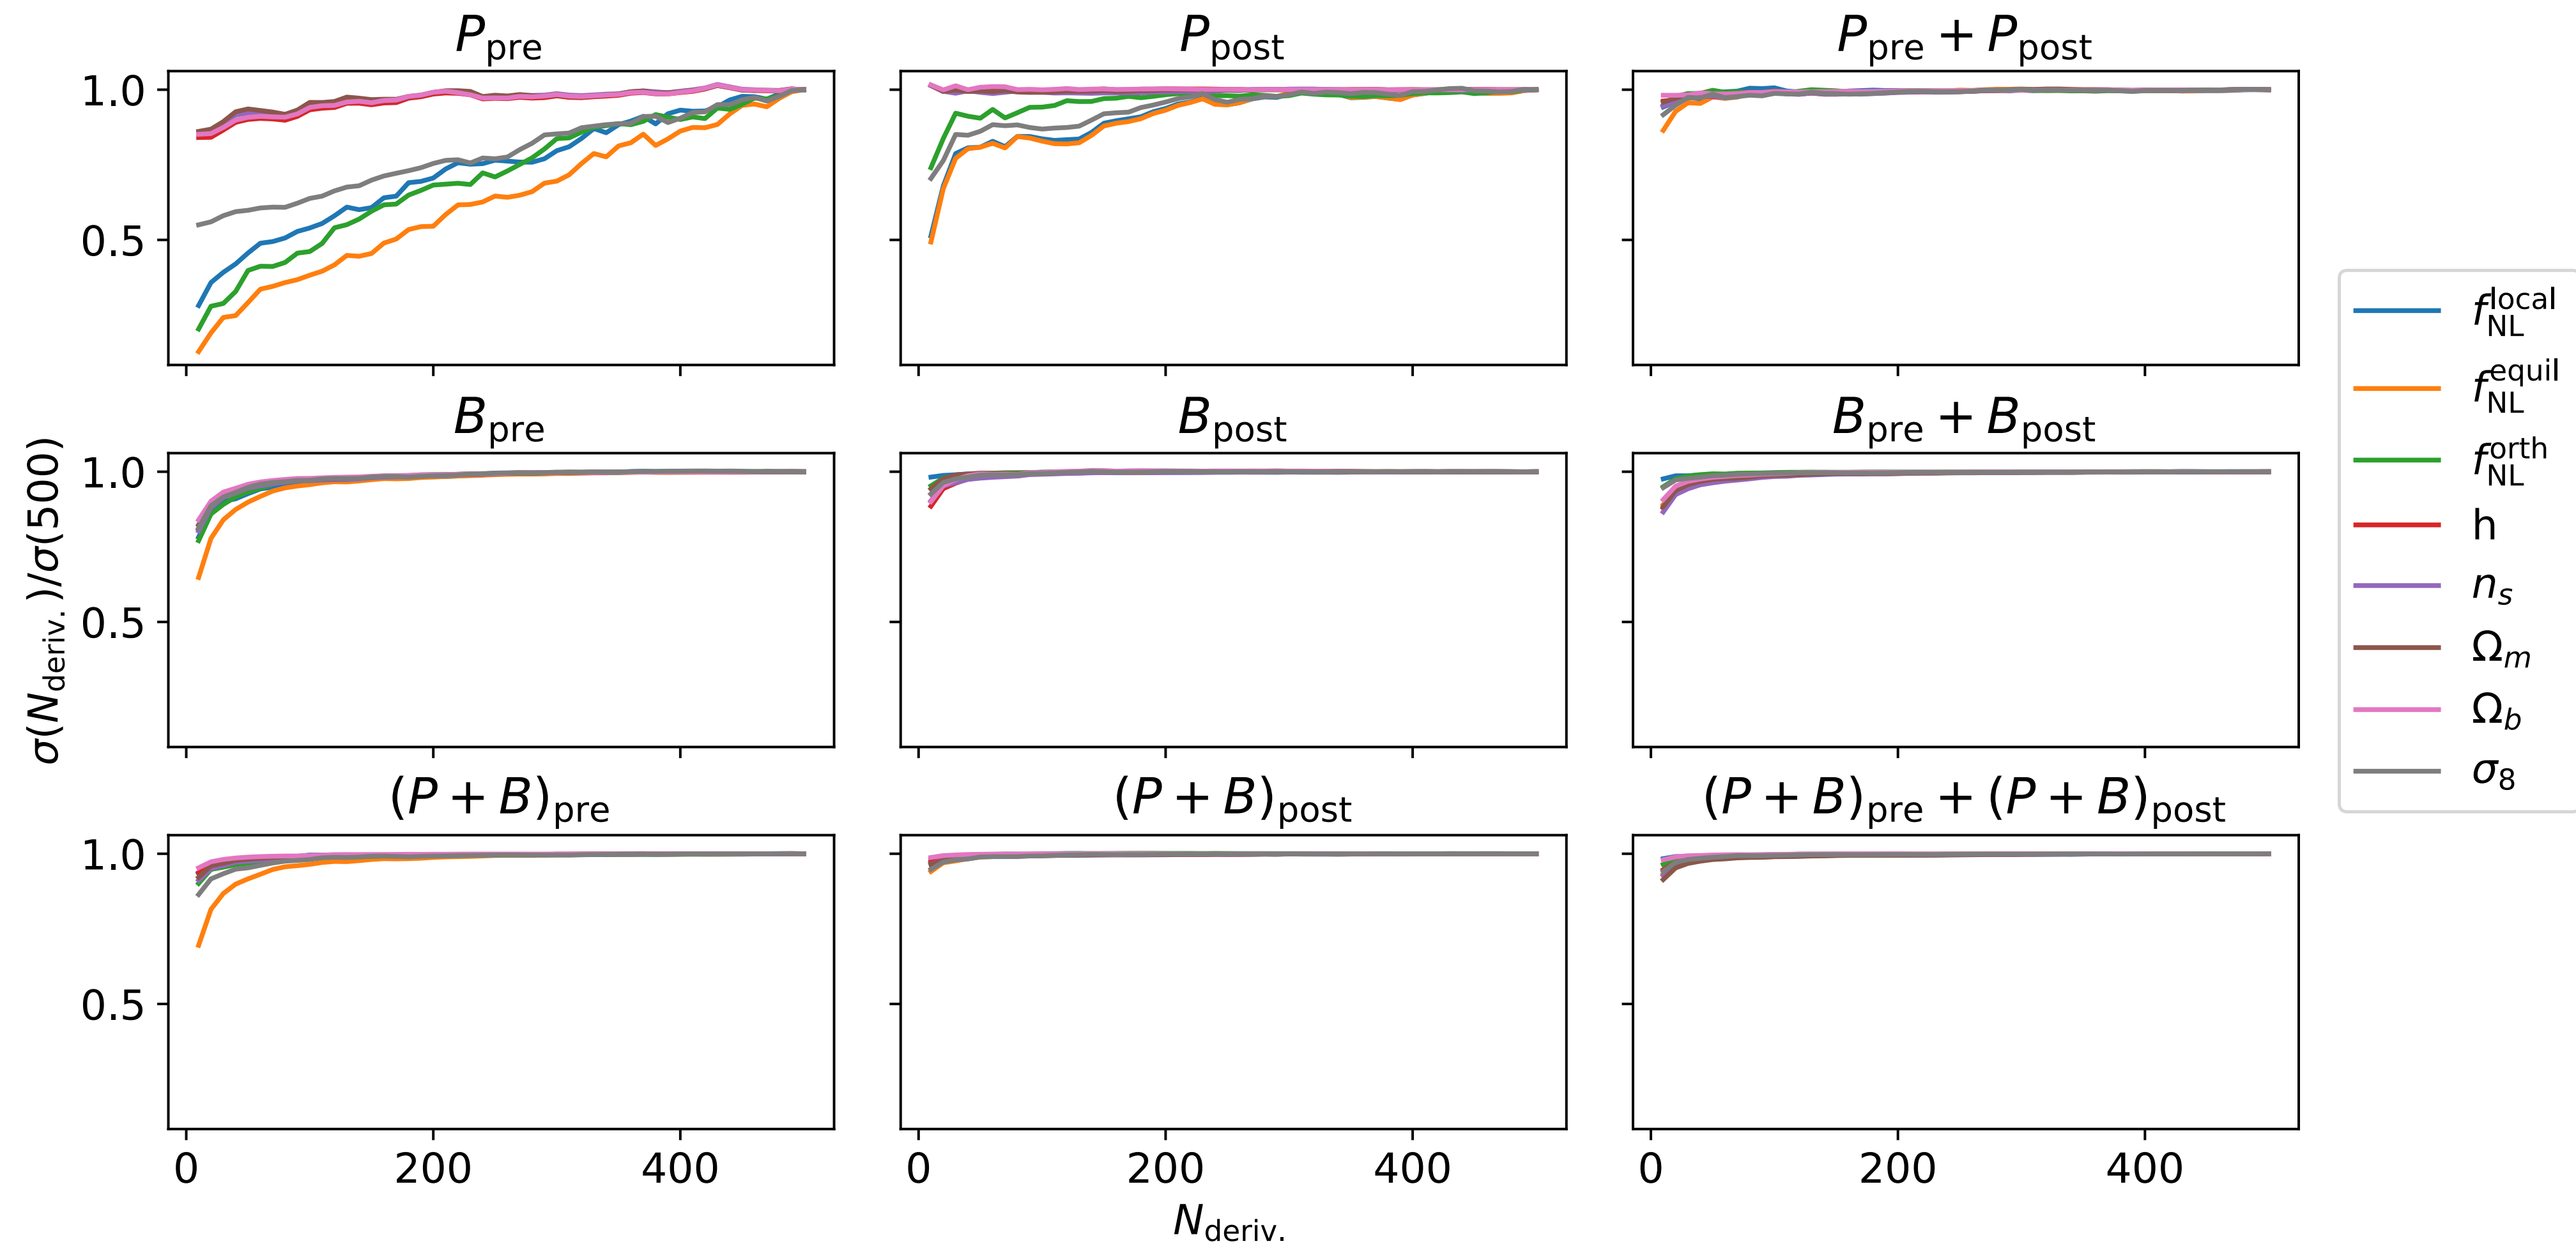 P_pre
P_post
P_pre + P_post
1.0
0.5
B_pre
B_post
B_pre + B_post
1.0
0.5
σ(N_deriv.)/σ(500)
(P + B)_pre
(P + B)_post
(P + B)_pre + (P + B)_post
1.0
0.5
0 200 400
0 200 400
0 200 400
N_deriv.
f_NL^local
f_NL^equil
f_NL^orth
h
n_s
Ω_m
Ω_b
σ_8